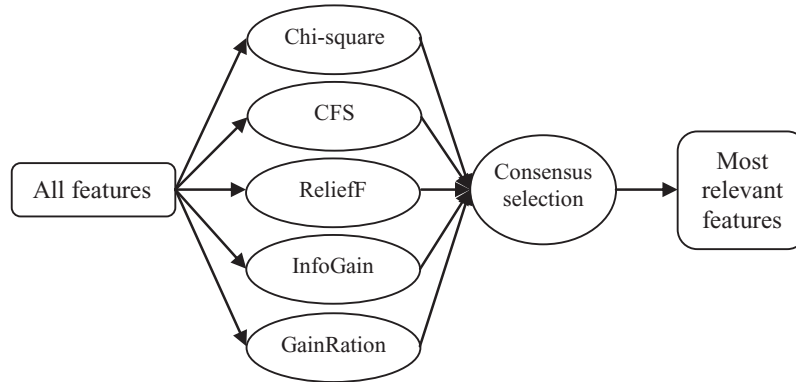 Chi-square
CFS
All features
ReliefF
InfoGain
GainRation
Consensus
selection
Most
relevant
features